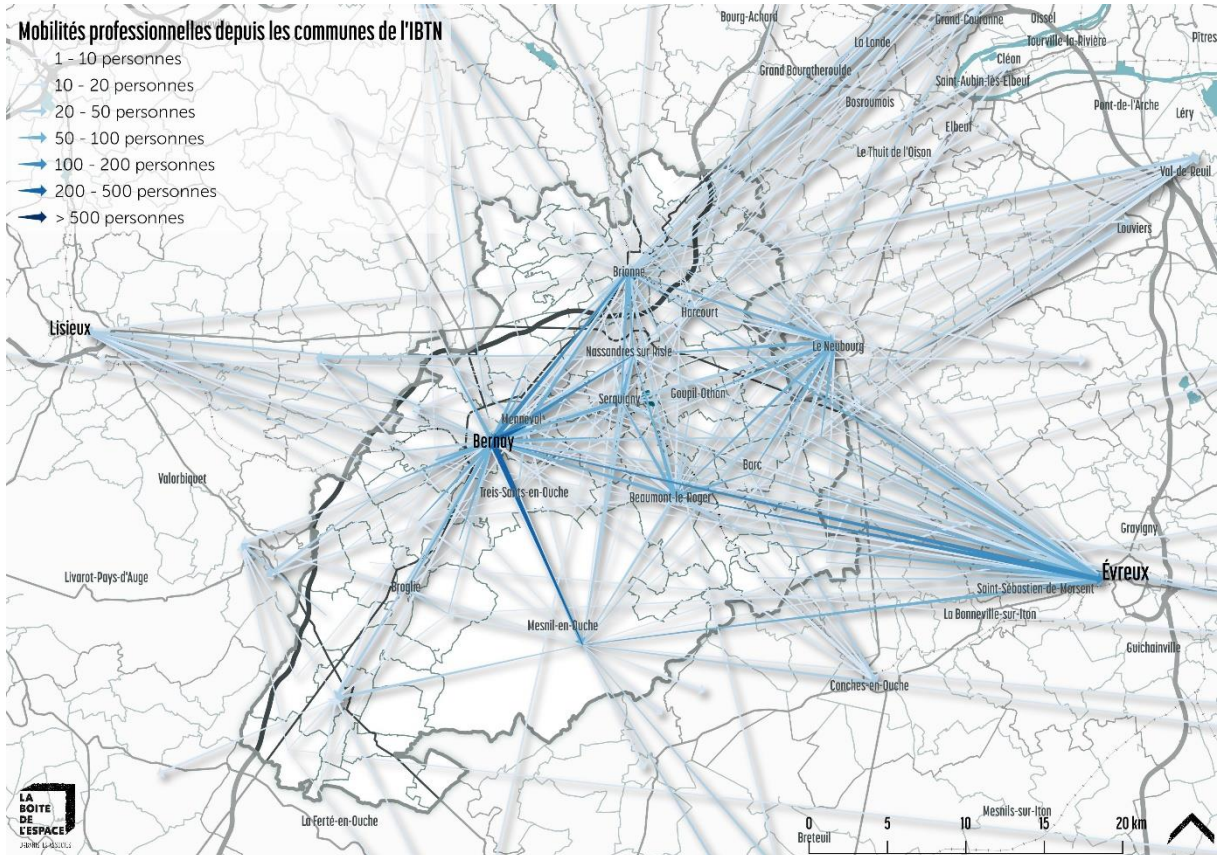 Mobilités professionnelles depuis les communes de l'IBTN
1 - 10 personnes
10 - 20 personnes
20 - 50 personnes
50 - 100 personnes
100 - 200 personnes
200 - 500 personnes
> 500 personnes
Bourg-Achard
Grand-Couronne
Oissel
La Londe
Tourville-la-Rivière
Pîtres
Cléon
Grand Bourgtheroulde
Saint-Aubin-lès-Elbeuf
Bosroumois
Pont-de-l'Arche
Léry
Elbeuf
Le Thuit de l'Oison
Val-de-Reuil
Louviers
Brionne
Harcourt
Lisieux
Nassandres sur Risle
Le Neubourg
Serquigny
Goupil-Othon
Menneval
Bernay
Barc
Valorbiquet
Treis-Sants-en-Ouche
Beaumont-le-Roger
Gravigny
Livarot-Pays-d'Auge
Broglie
Évreux
Saint-Sébastien-de-Morsent
La Bonneville-sur-Iton
Mesnil-en-Ouche
Guichainville
Conches-en-Ouche
LA
BOITE
DE
L'ESPACE
La Ferté-en-Ouche
Mesnils-sur-Iton
0 5 10 15 20 km
Breteuil